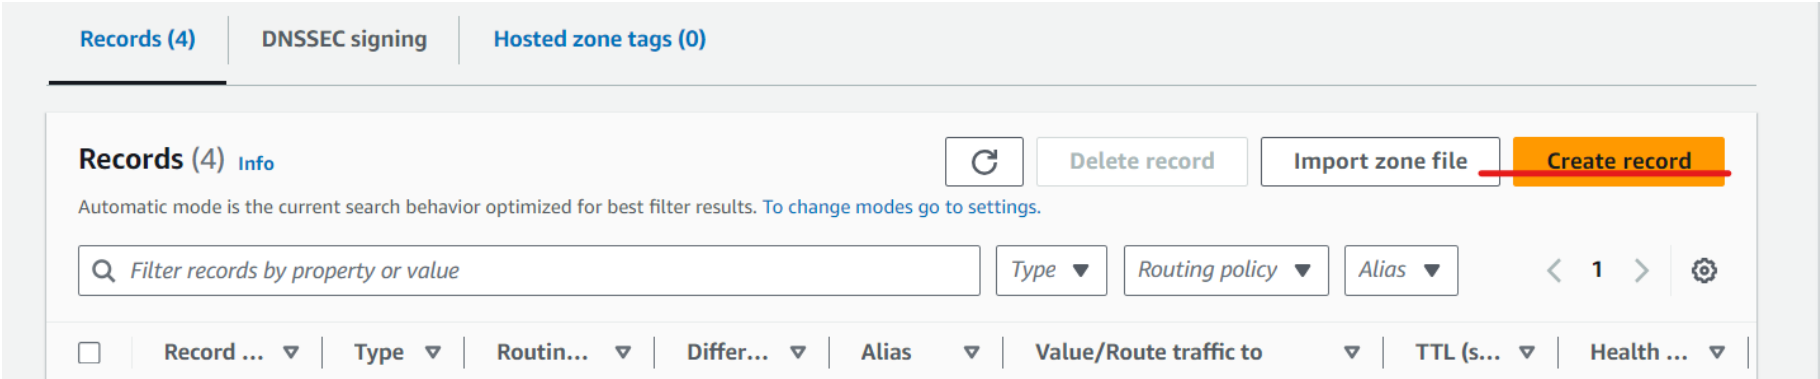 Records (4) DNSSEC signing Hosted zone tags (0)
Records (4) Info Delete record Import zone file Create record
Automatic mode is the current search behavior optimized for best filter results. To change modes go to settings.
Filter records by property or value Type Routing policy Alias 1
Record ... Type Routin... Differ... Alias Value/Route traffic to TTL (s... Health ...